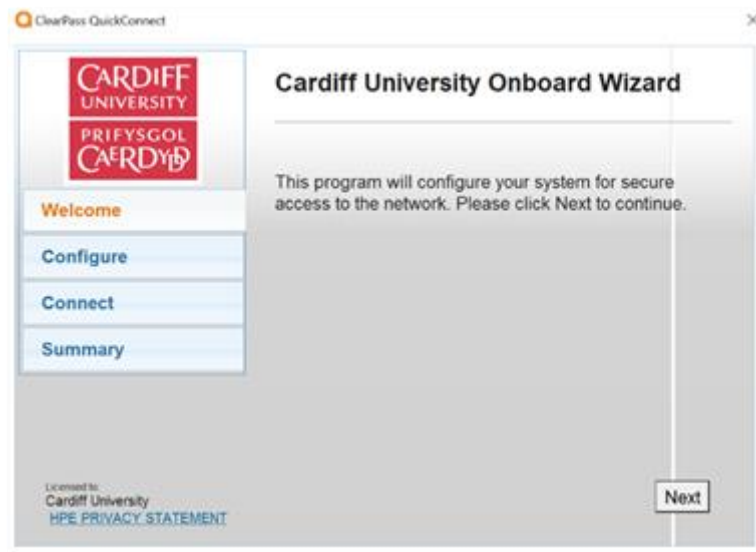 ClearPass QuickConnect
CARDIFF
UNIVERSITY
PRIFYSGOL
CAERDYDD
Cardiff University Onboard Wizard
This program will configure your system for secure
access to the network. Please click Next to continue.
Welcome
Configure
Connect
Summary
Licensed to:
Cardiff University
HPE PRIVACY STATEMENT
Next